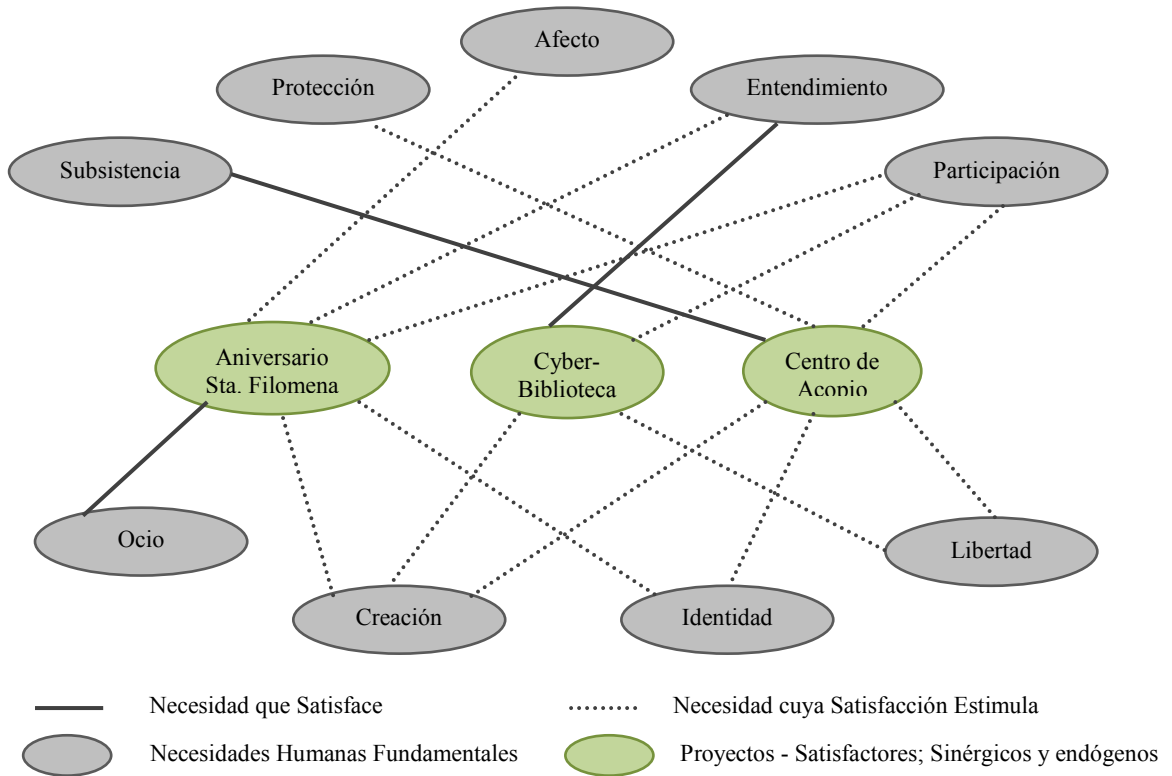 Afecto
Protección
Entendimiento
Subsistencia
Participación
Aniversario
Sta. Filomena
Cyber-
Biblioteca
Centro de
Acopio
Ocio
Libertad
Creación
Identidad
Necesidad que Satisface
Necesidad cuya Satisfacción Estimula
Necesidades Humanas Fundamentales
Proyectos - Satisfactores; Sinérgicos y endógenos